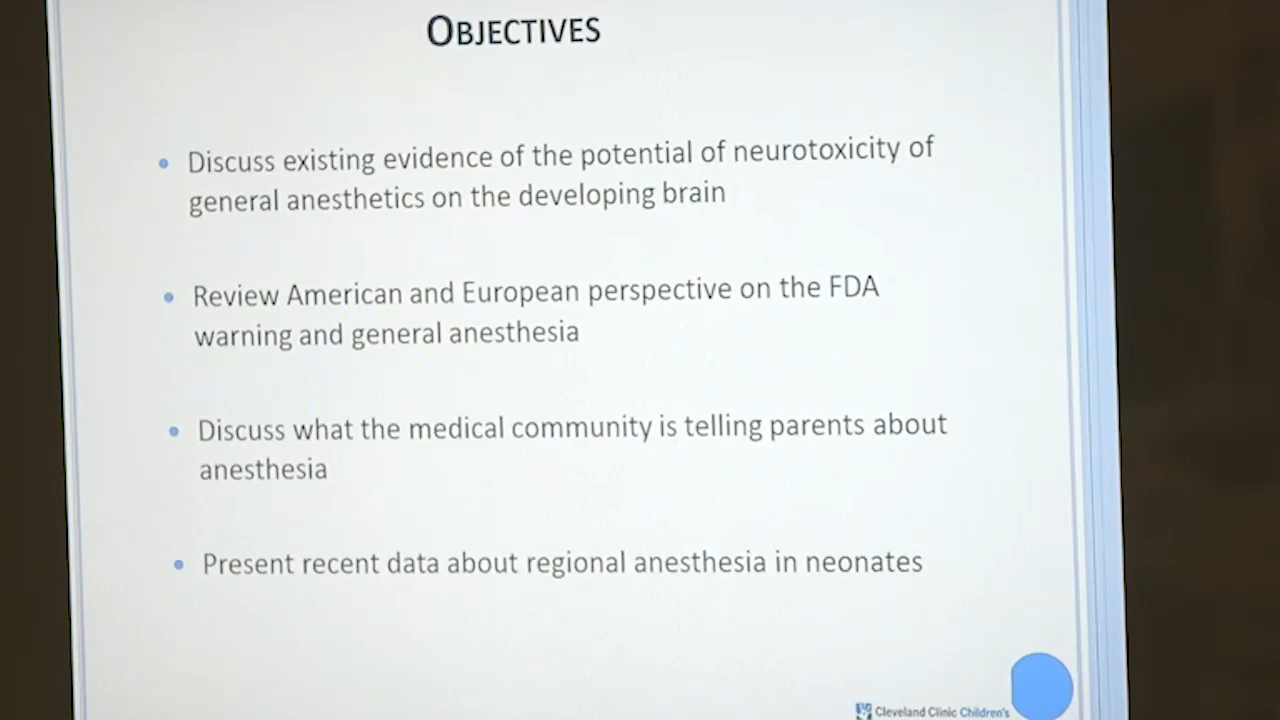 OBJECTIVES
• Discuss existing evidence of the potential of neurotoxicity of
general anesthetics on the developing brain
• Review American and European perspective on the FDA
warning and general anesthesia
• Discuss what the medical community is telling parents about
anesthesia
• Present recent data about regional anesthesia in neonates
Cleveland Clinic Children's